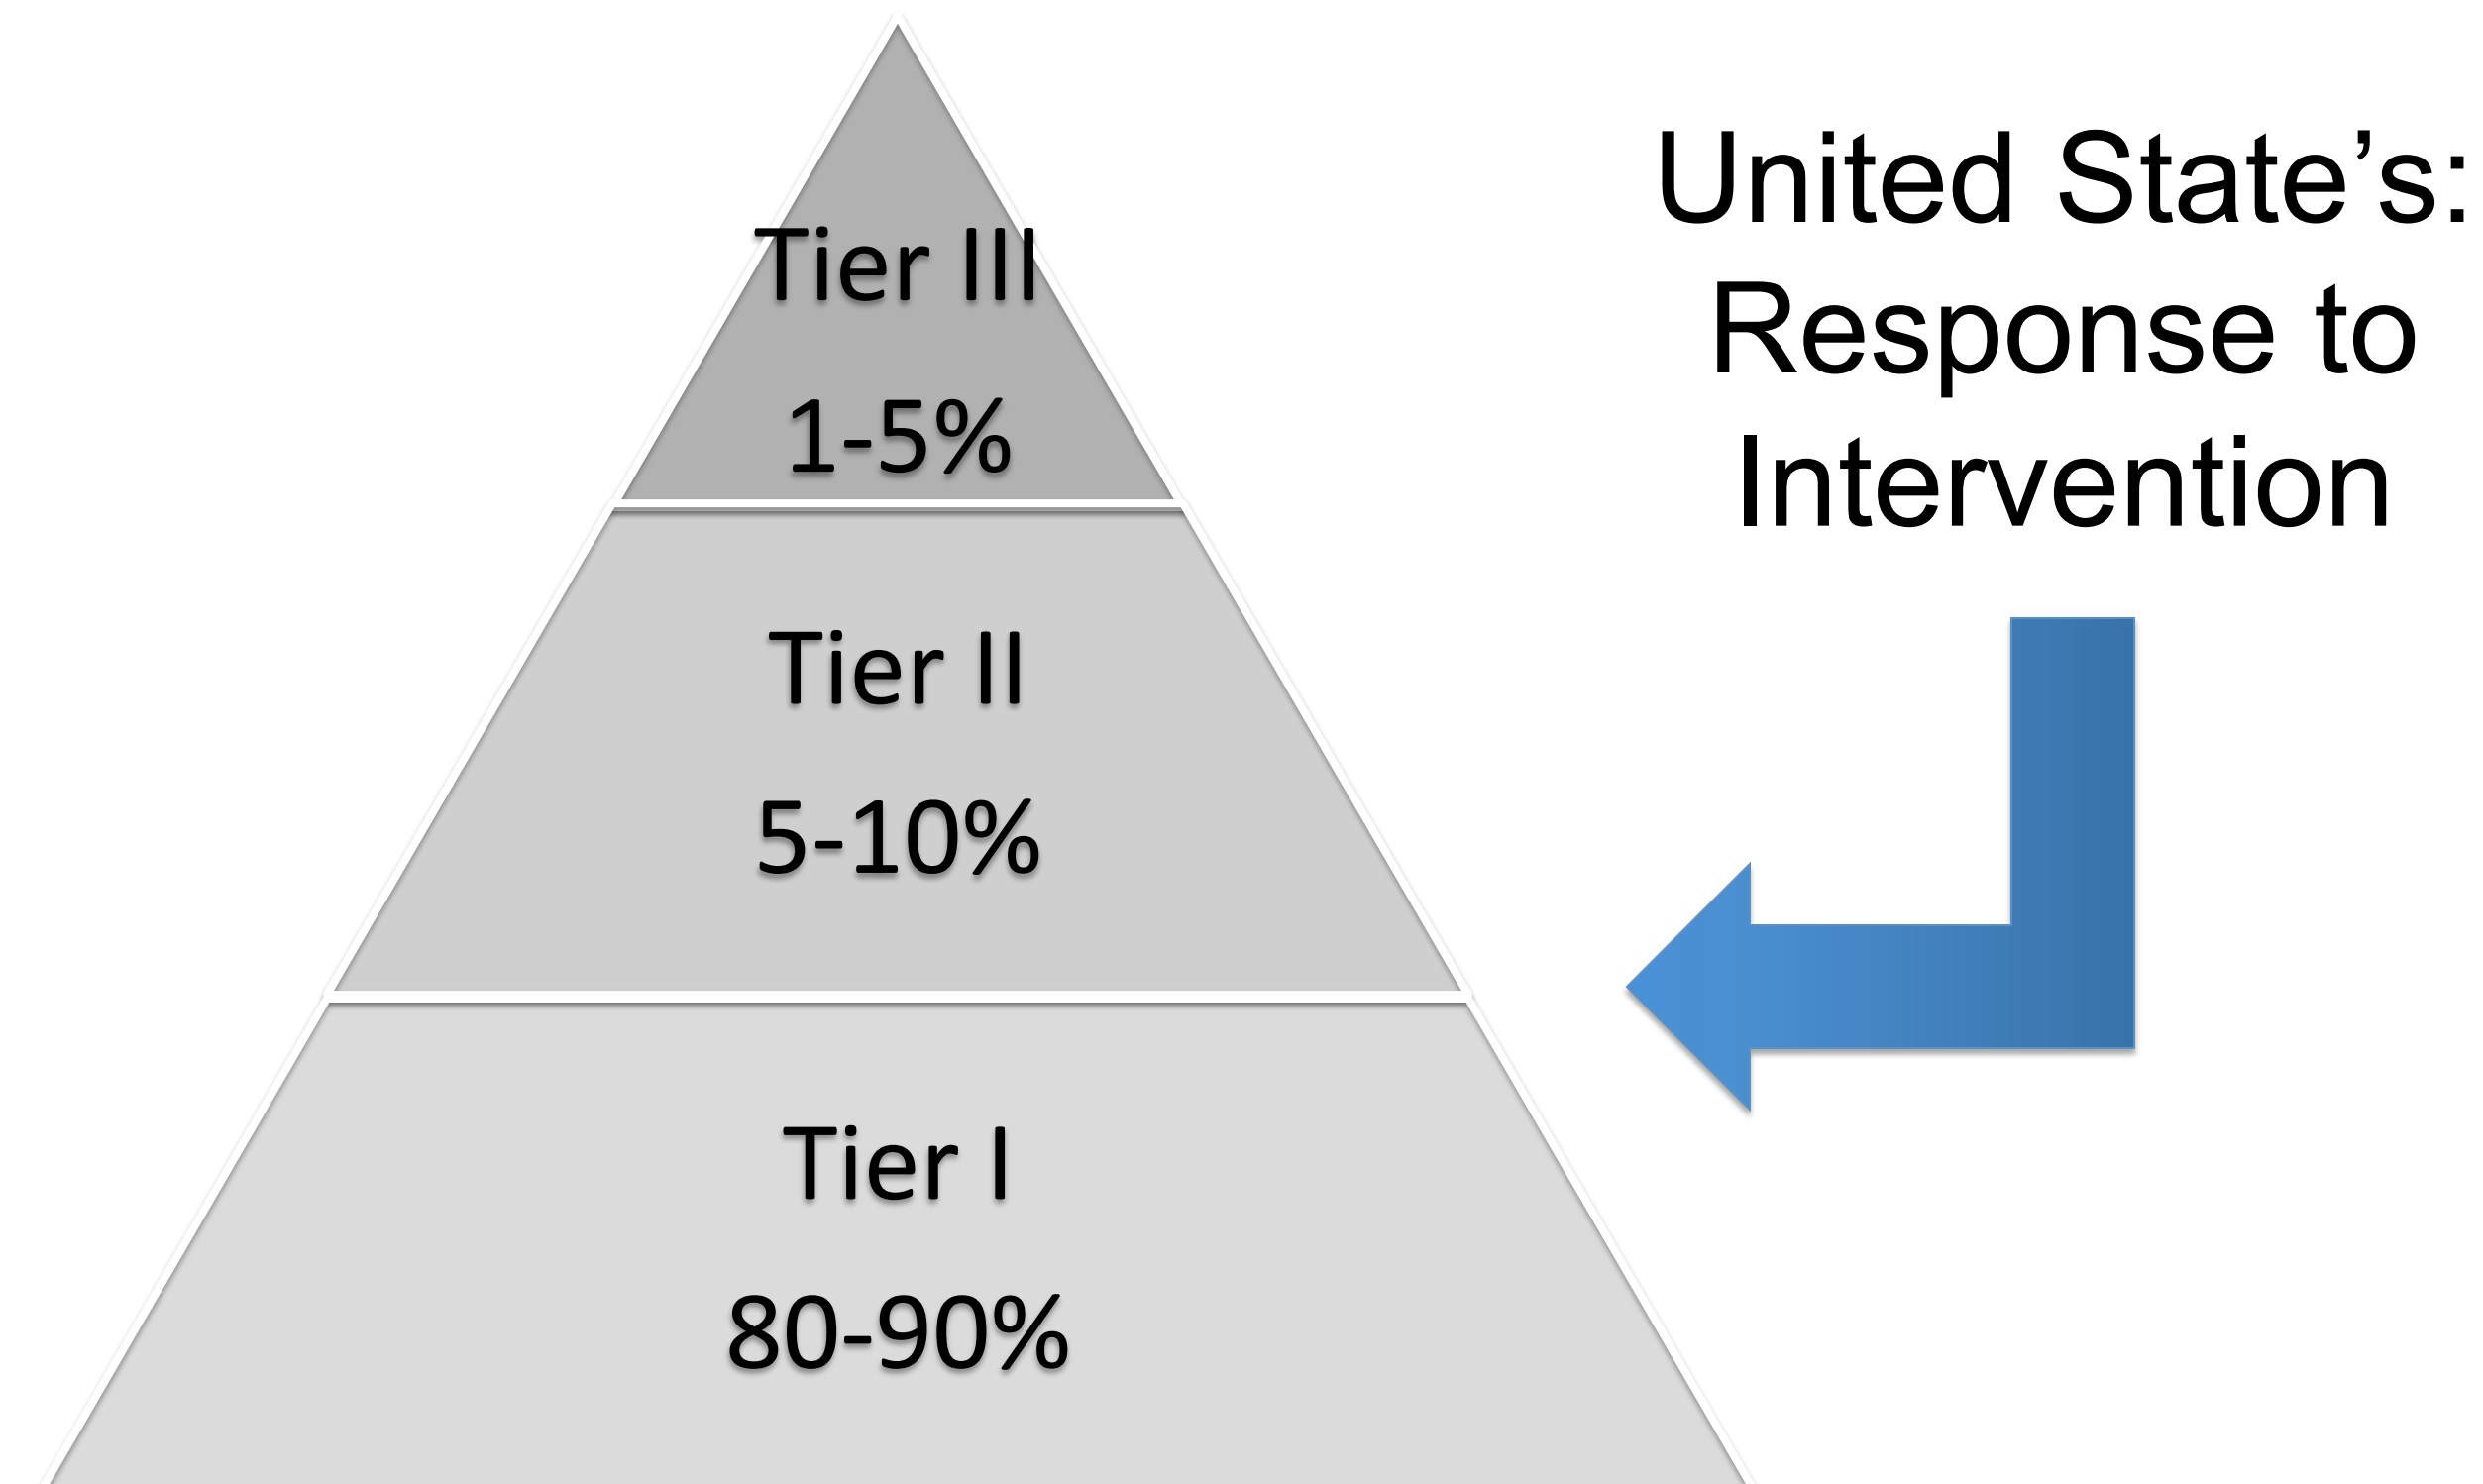 Tier III
1-5%
Tier II
5-10%
Tier I
80-90%
United State’s:
Response to
Intervention